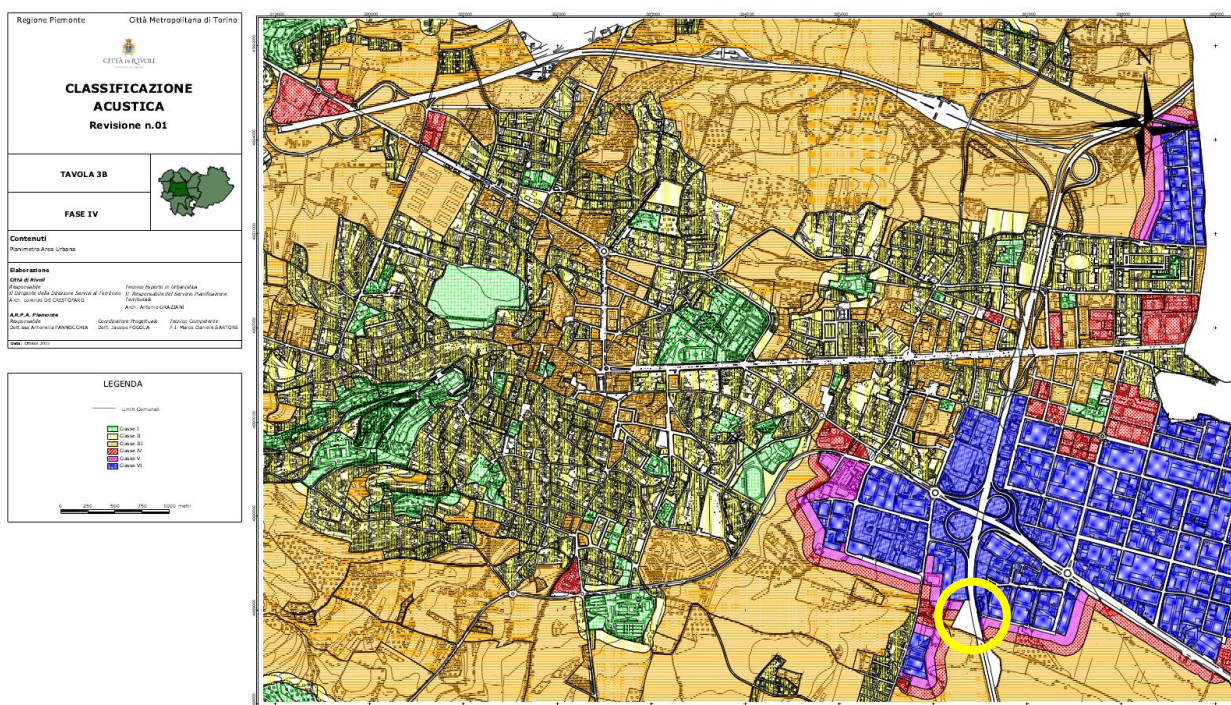 Regione Piemonte Città Metropolitana di Torino
CITTÀ DI RIVOLI
CLASSIFICAZIONE
ACUSTICA
Revisione n.01
TAVOLA 3B
FASE IV
Contenuti
Planimetria Area Urbana
Elaborazione
Città di Rivoli
Responsabile
Il Dirigente della Direzione Servizi al Territorio
Arch. Lorenzo DE CRISTOFARO
Tecnico Esperto in Urbanistica
Il Responsabile del Servizio Pianificazione
Territoriale
Arch. Antonio GRAZIANI
A.R.P.A. Piemonte
Responsabile Coordinatore Progettuale Tecnico Competente
Dott.ssa Antonella PANNOCCHIA Dott. Jacopo FOGOLA P.I. Marco Daniele SARTORE
Data:
LEGENDA
Limiti Comunali
Classe I
Classe II
Classe III
Classe IV
Classe V
Classe VI
0 250 500 750 1000 metri
N